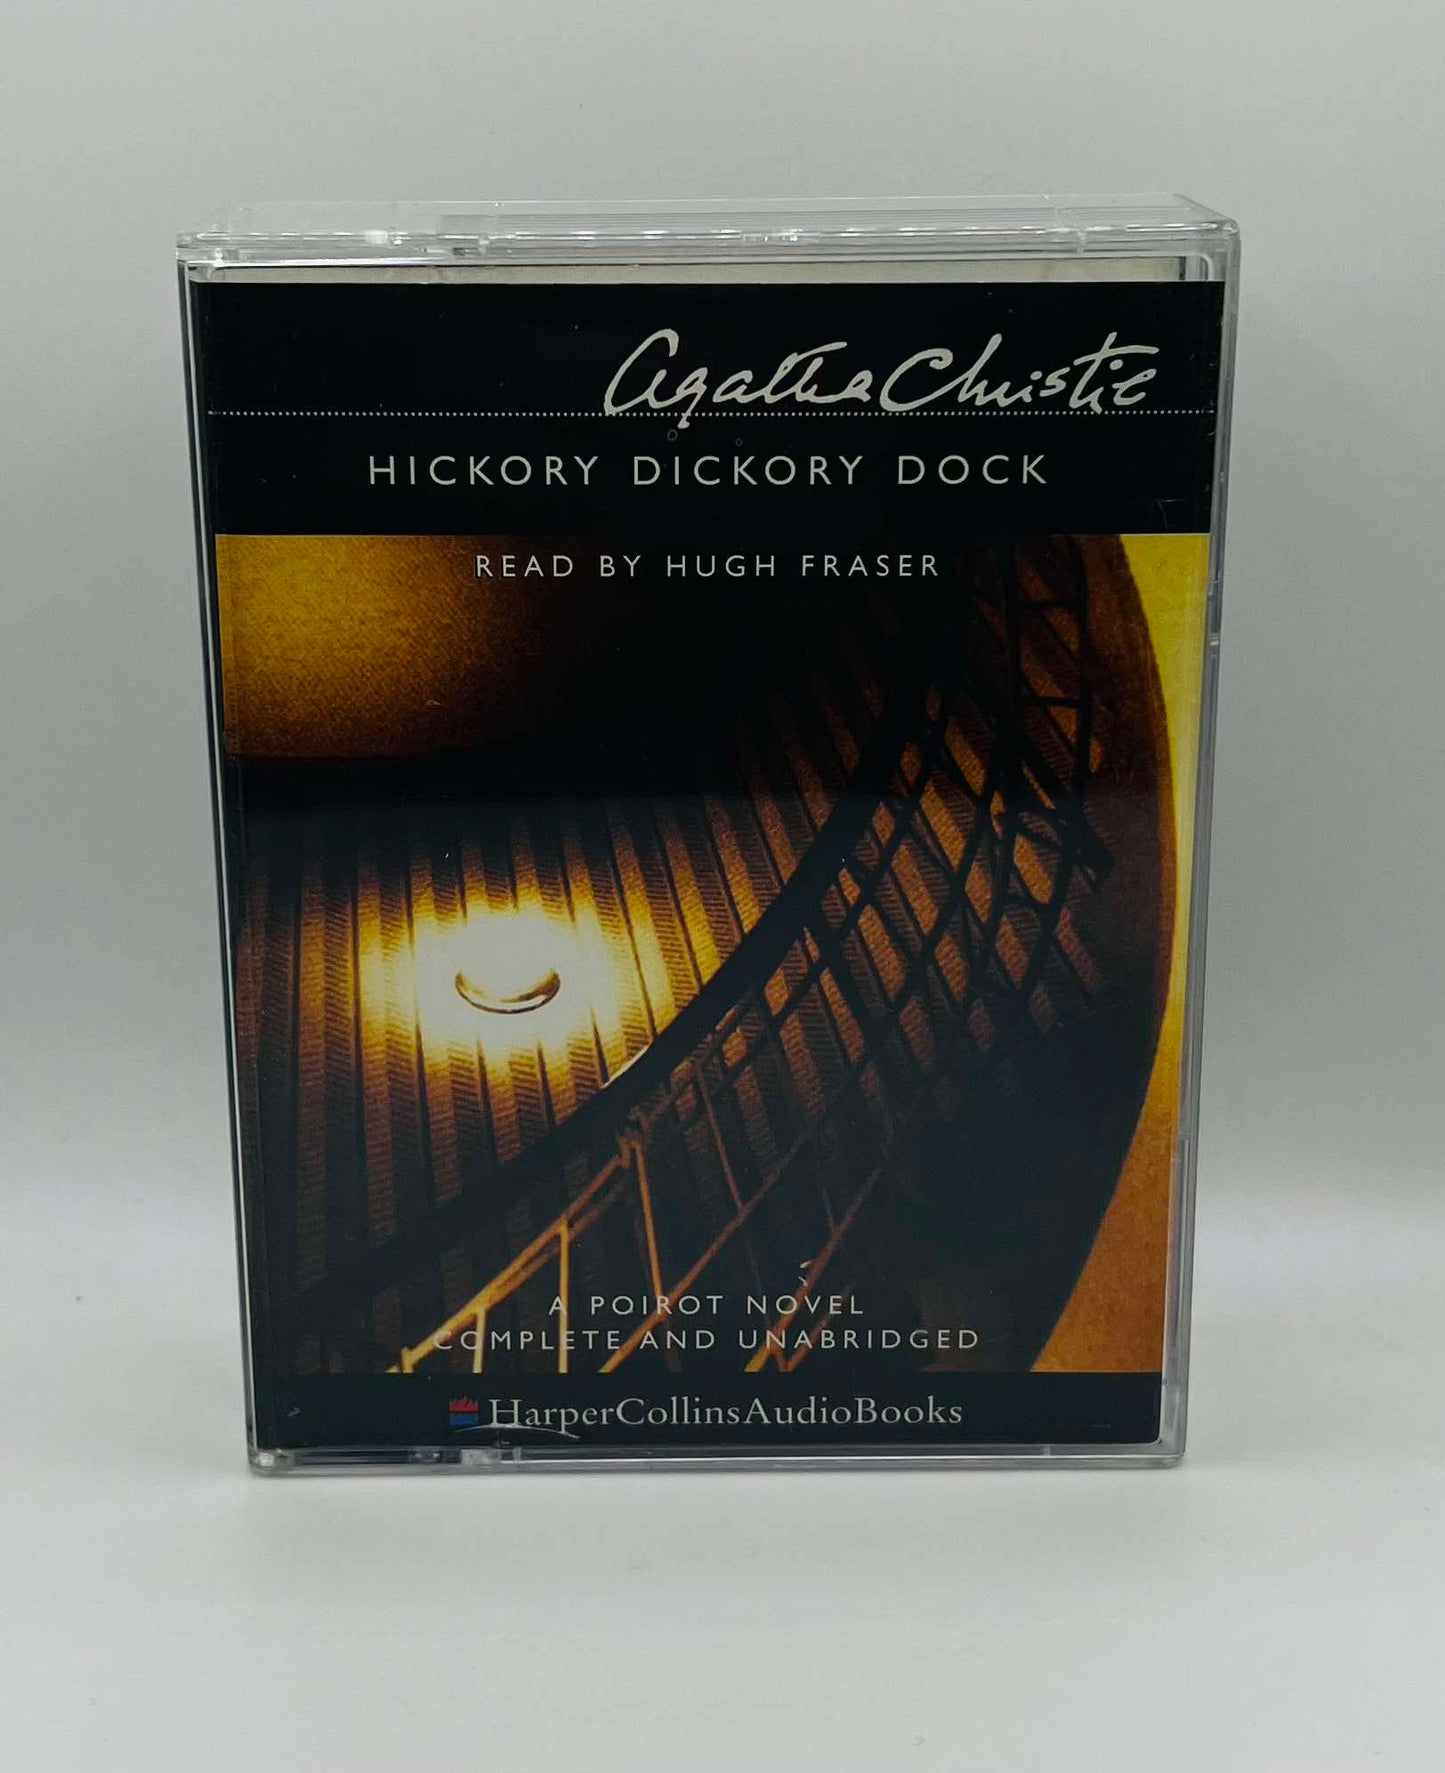 Agatha Christie
HICKORY DICKORY DOCK
READ BY HUGH FRASER
A POIROT NOVEL
COMPLETE AND UNABRIDGED
HarperCollinsAudioBooks